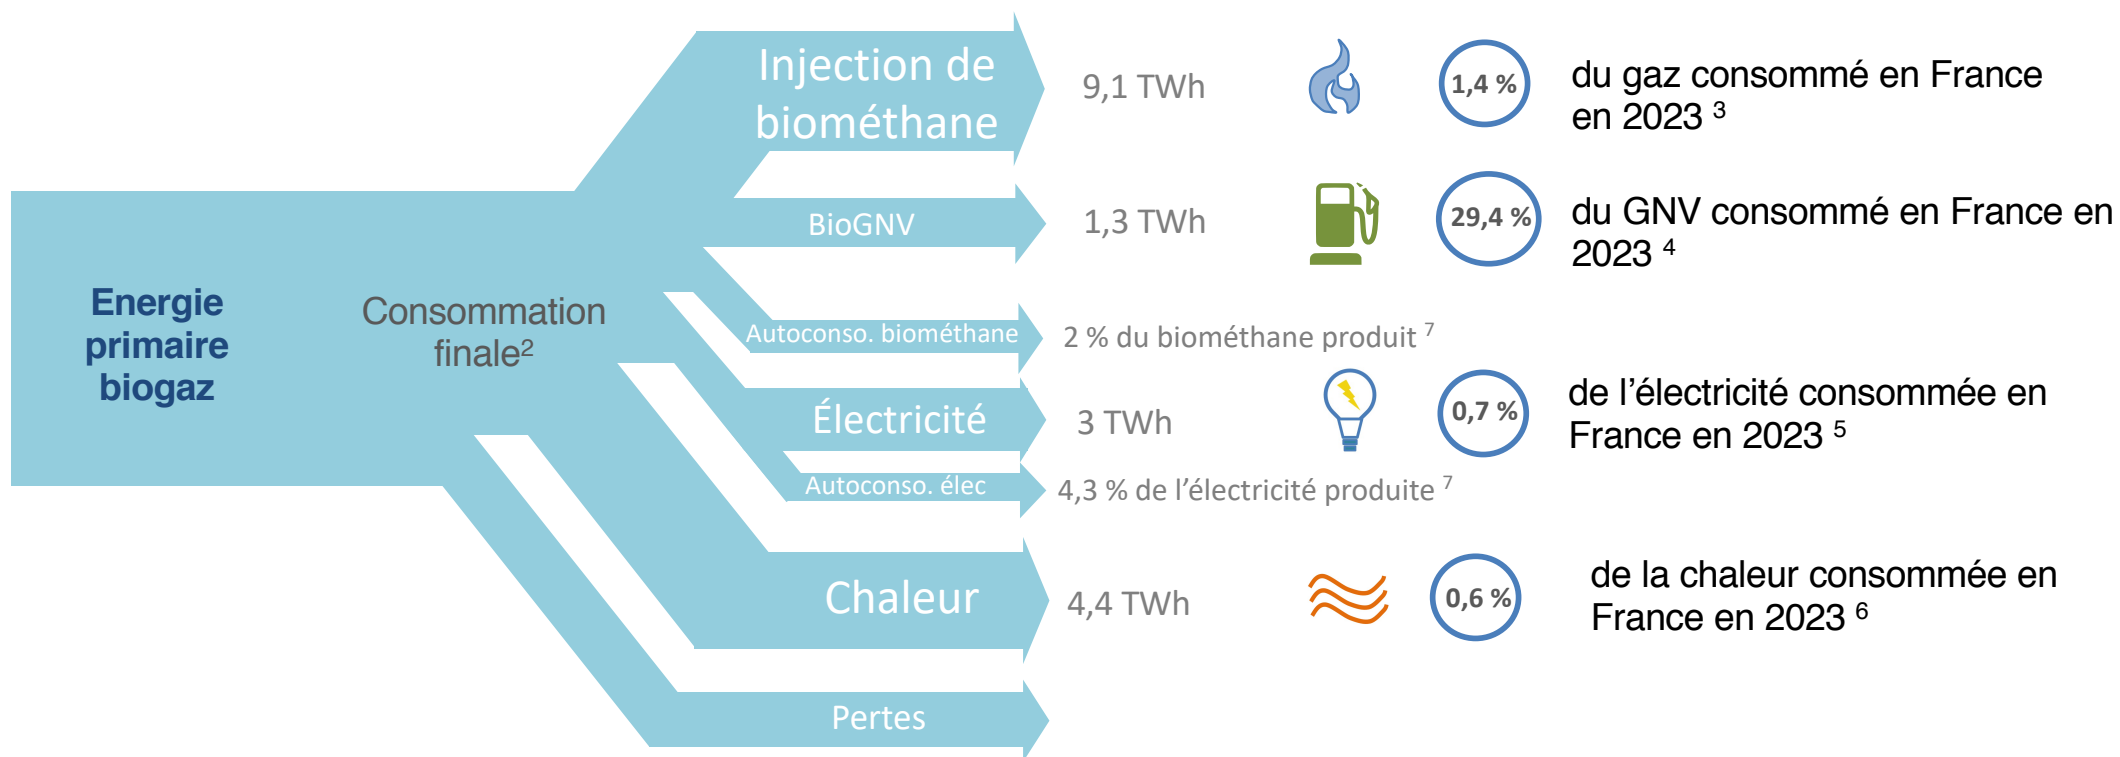 Energie
primaire
biogaz
Consommation
finale²
Injection de
biométhane
9,1 TWh
1,4 %
du gaz consommé en France
en 2023 ³
BioGNV
1,3 TWh
29,4 %
du GNV consommé en France en
2023 ⁴
Autoconso. biométhane
2 % du biométhane produit ⁷
Électricité
3 TWh
0,7 %
de l’électricité consommée en
France en 2023 ⁵
Autoconso. élec
4,3 % de l’électricité produite ⁷
Chaleur
4,4 TWh
0,6 %
de la chaleur consommée en
France en 2023 ⁶
Pertes